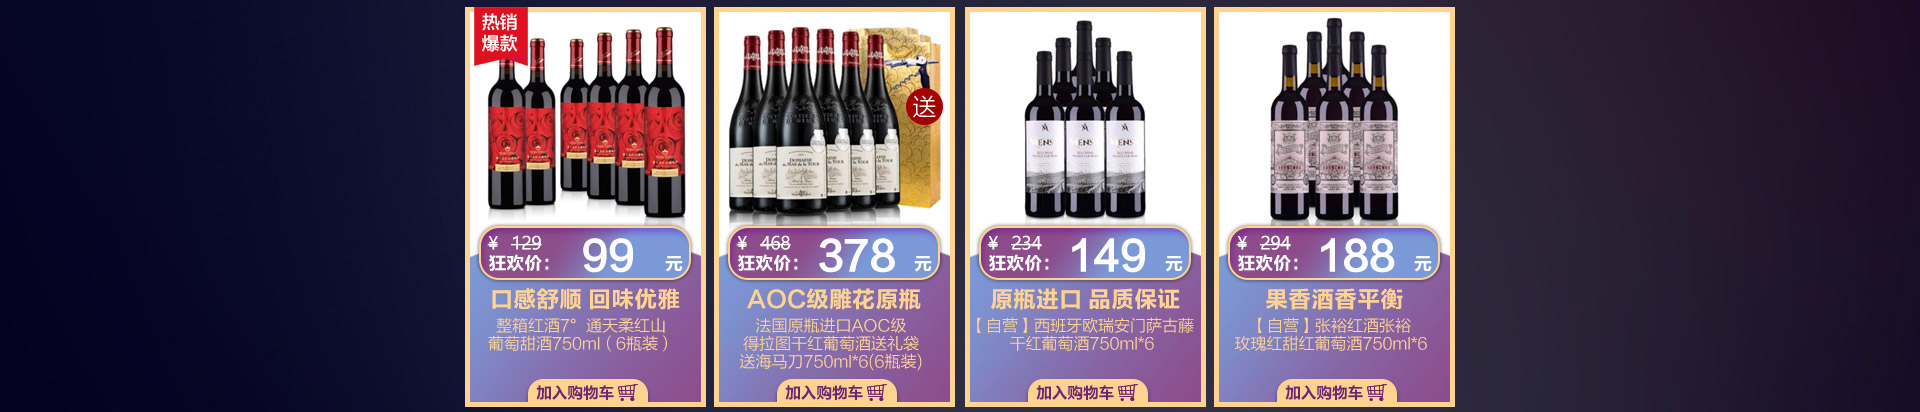 热销
爆款
¥ 129
狂欢价: 99 元
口感舒顺 回味优雅
整箱红酒7° 通天柔红山
葡萄甜酒750ml（6瓶装）
加入购物车
送
DOMAINE
du MAS de la TOUR
¥ 468
狂欢价: 378 元
AOC级雕花原瓶
法国原瓶进口AOC级
得拉图干红葡萄酒送礼袋
送海马刀750ml*6(6瓶装)
加入购物车
MENS
¥ 234
狂欢价: 149 元
原瓶进口 品质保证
【自营】西班牙欧瑞安门萨古藤
干红葡萄酒750ml*6
加入购物车
¥ 294
狂欢价: 188 元
果香酒香平衡
【自营】张裕红酒张裕
玫瑰红甜红葡萄酒750ml*6
加入购物车